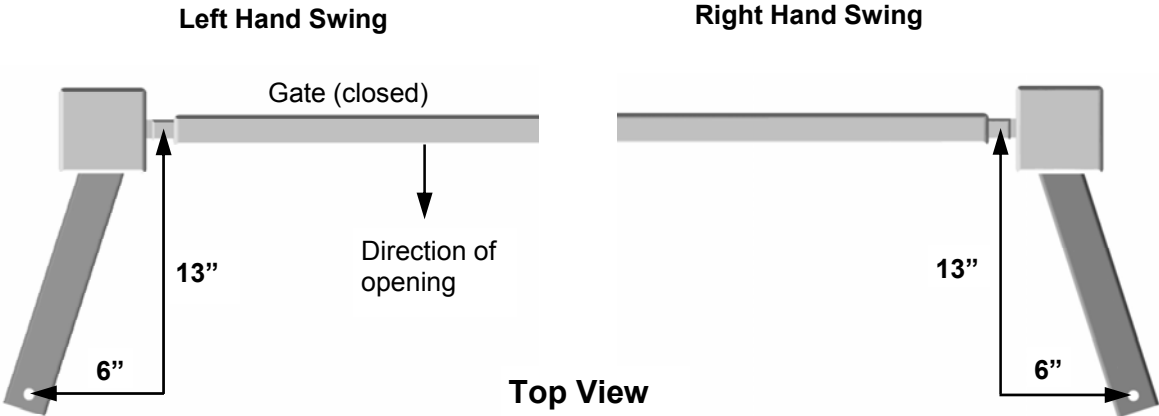 Left Hand Swing
Right Hand Swing
Gate (closed)
Direction of
opening
13”
13”
6”
6”
Top View